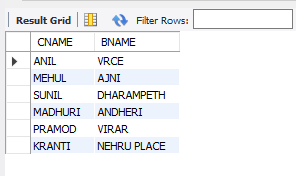 Result Grid Filter Rows:
CNAME BNAME
ANIL VRCE
MEHUL AJNI
SUNIL DHARAMPETH
MADHURI ANDHERI
PRAMOD VIRAR
KRANTI NEHRU PLACE